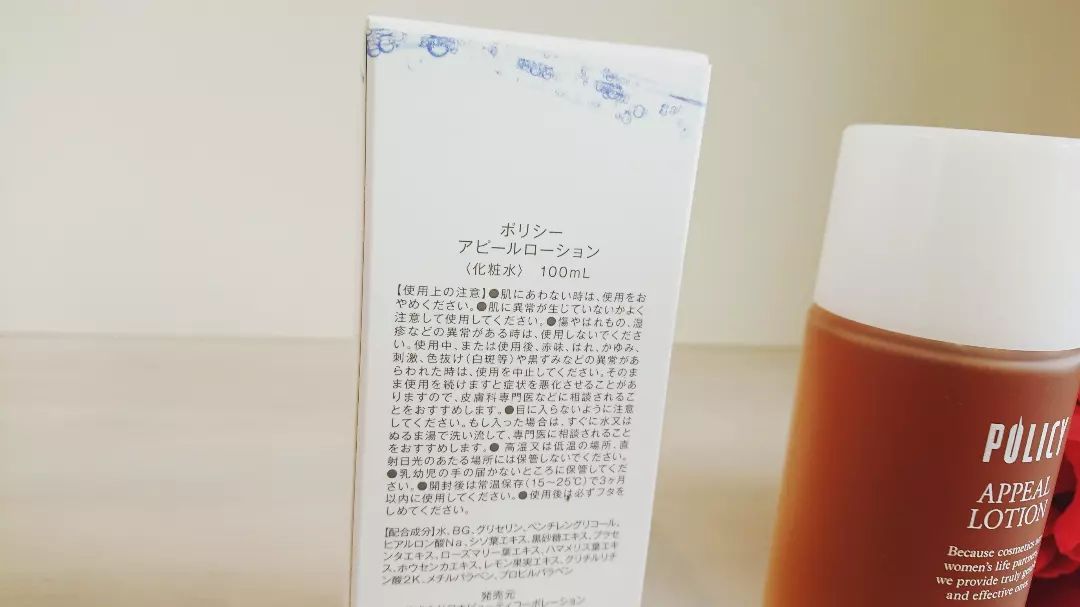 ポリシー
アピールローション
〈化粧水〉 100mL
【使用上の注意】●肌にあわない時は、使用をお
やめください。●肌に異常が生じていないかよく
注意して使用してください。●傷やはれもの、湿
疹などの異常がある時は、使用しないでくださ
い。使用中、または使用後、赤味、はれ、かゆみ、
刺激、色抜け(白斑等)や黒ずみなどの異常があ
らわれた時は、使用を中止してください。そのま
ま使用を続けますと症状を悪化させることがあ
りますので、皮膚科専門医などに相談されるこ
とをおすすめします。●目に入らないように注意
してください。もし入った場合は、すぐに水又は
ぬるま湯で洗い流して、専門医に相談されること
をおすすめします。● 高温又は低温の場所、直
射日光のあたる場所には保管しないでください。
●乳幼児の手の届かないところに保管してくだ
さい。●開封後は常温保存(15〜25℃)で3ヶ月
以内に使用してください。●使用後は必ずフタを
しめてください。
【配合成分】水、BG、グリセリン、ペンチレングリコール、
ヒアルロン酸Na、シソ葉エキス、黒砂糖エキス、プラセ
ンタエキス、ローズマリー葉エキス、ハマメリス葉エキ
ス、ホウセンカエキス、レモン果実エキス、グリチルリチ
ン酸2K、メチルパラベン、プロピルパラベン
発売元
POLICY
APPEAL
LOTION
Because cosmetics
women's life
we provide truly
and effective